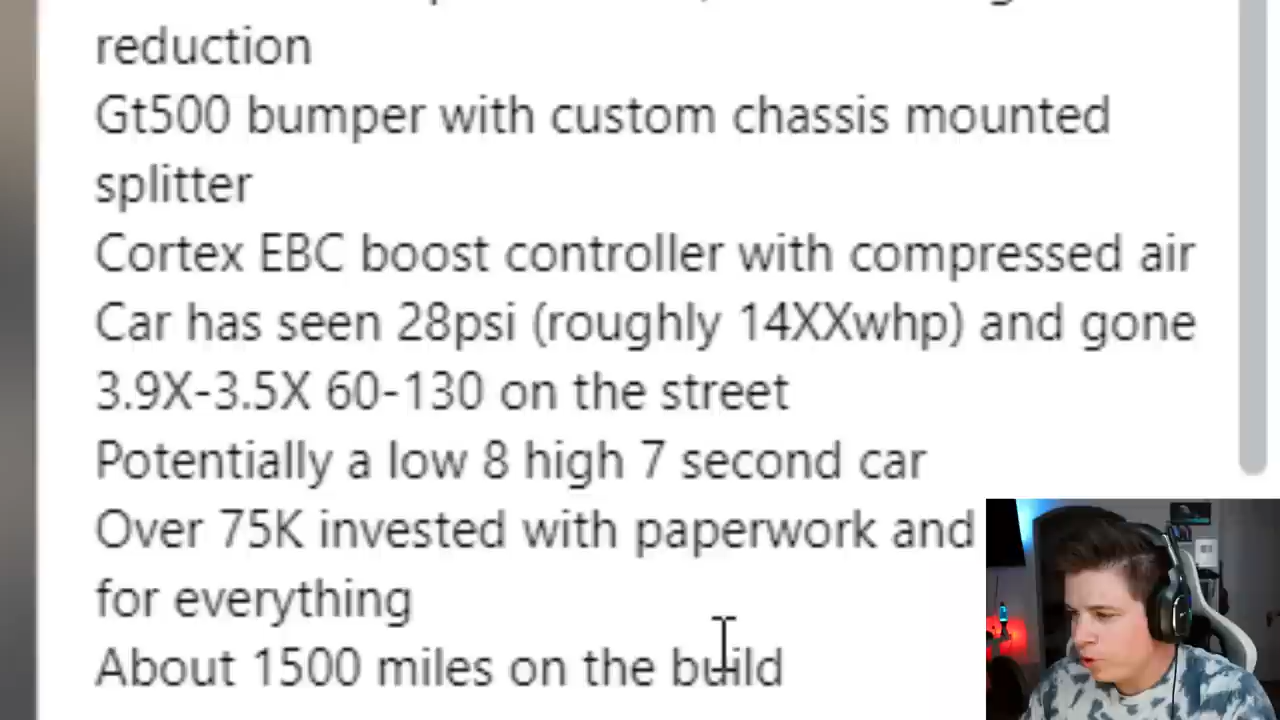 reduction
Gt500 bumper with custom chassis mounted
splitter
Cortex EBC boost controller with compressed air
Car has seen 28psi (roughly 14XXwhp) and gone
3.9X-3.5X 60-130 on the street
Potentially a low 8 high 7 second car
Over 75K invested with paperwork and
for everything
About 1500 miles on the build